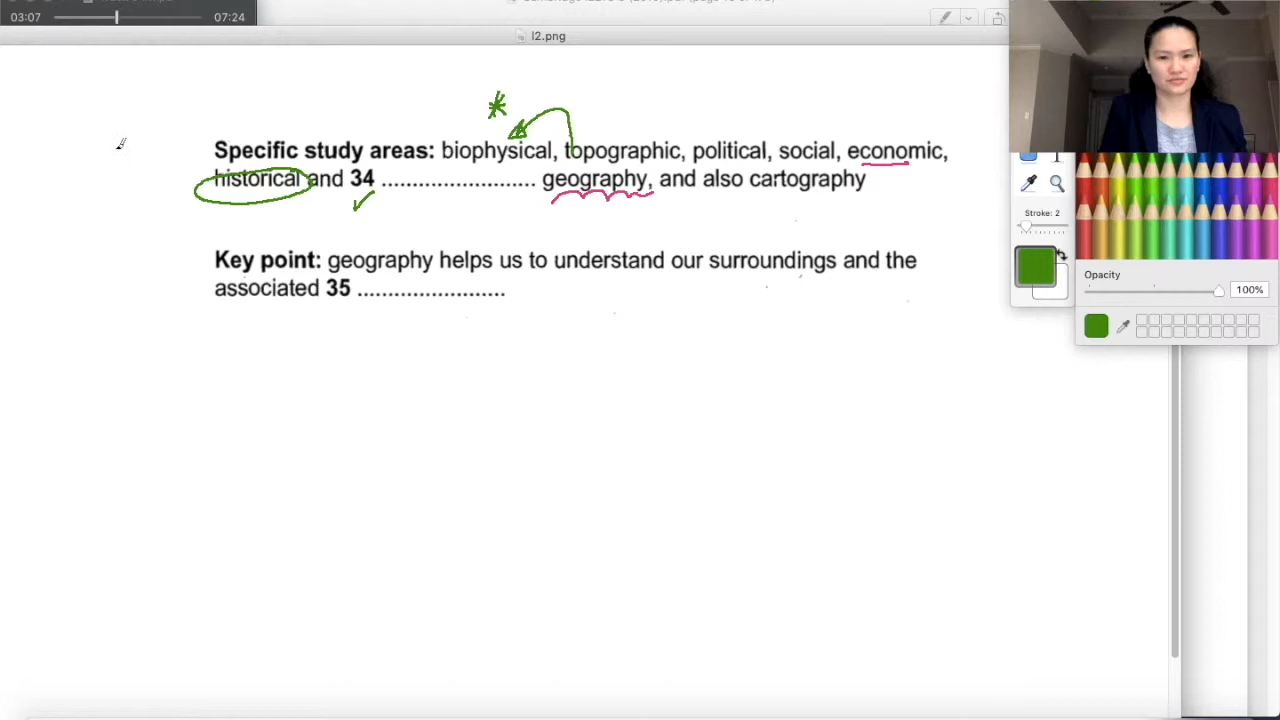 03:07
07:24
l2.png
Specific study areas: biophysical, topographic, political, social, economic,
historical and 34 ........................ geography, and also cartography
Key point: geography helps us to understand our surroundings and the
associated 35 .......................
Stroke: 2
Opacity
100%